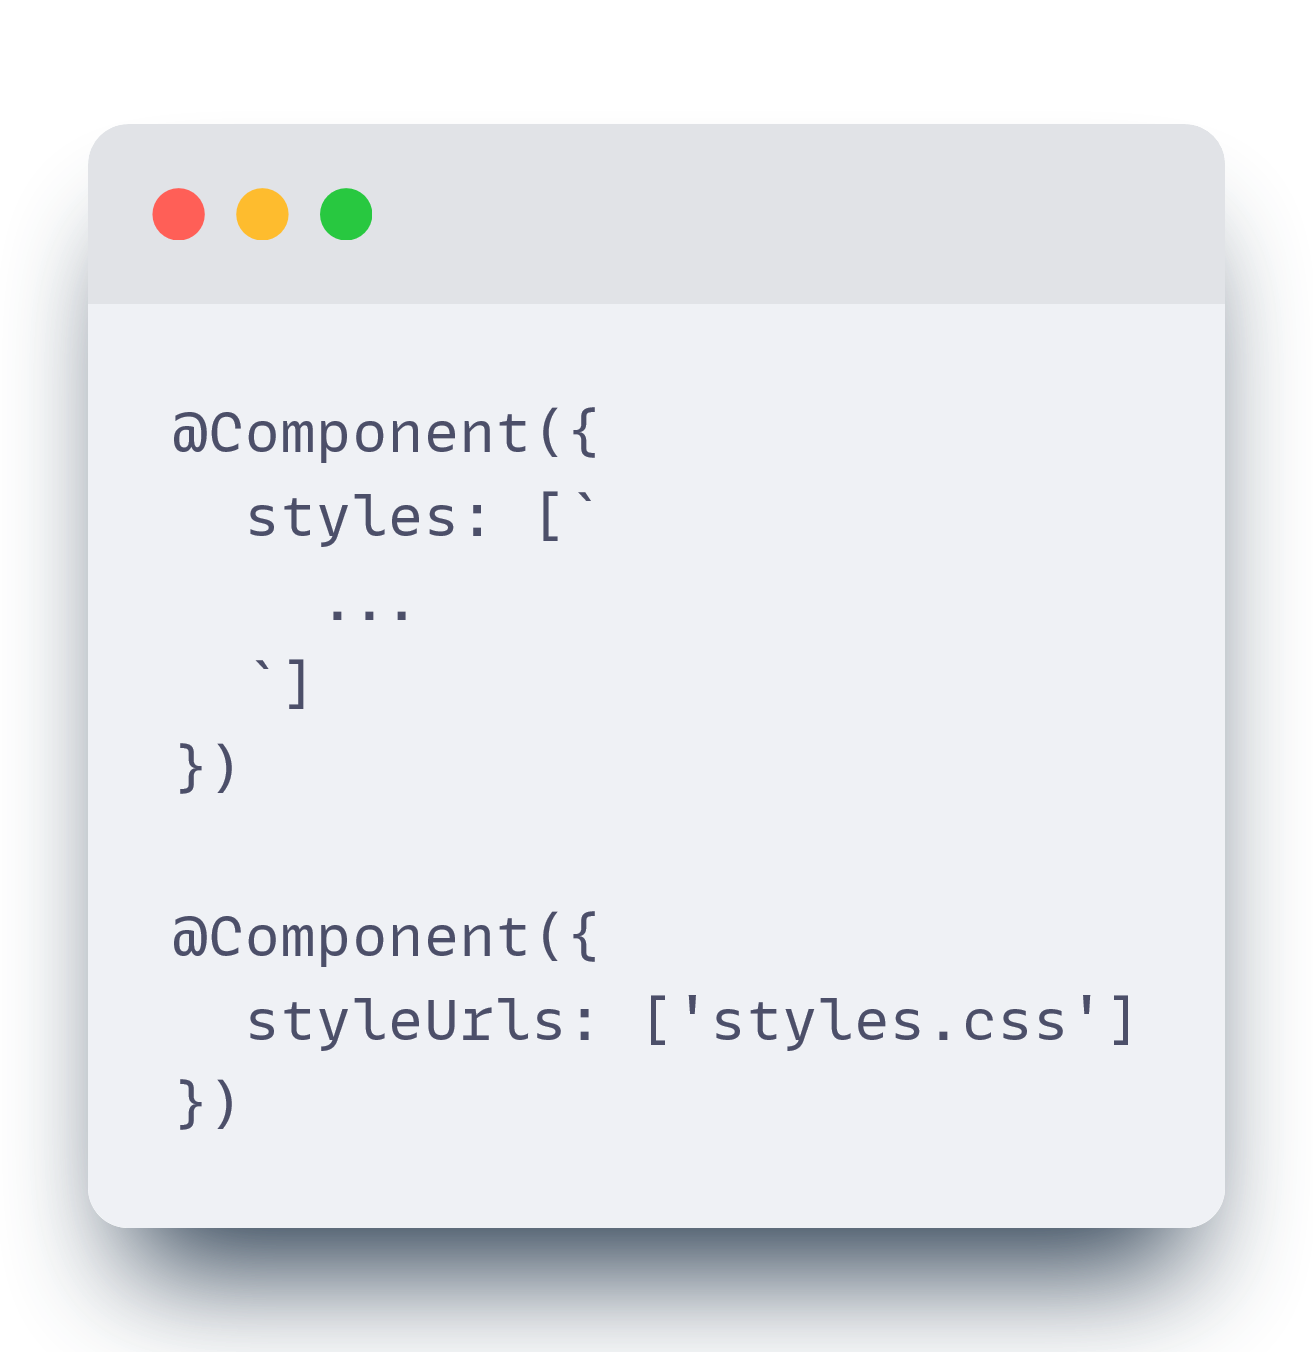 @Component({
  styles: [`
    ...
  `]
})

@Component({
  styleUrls: ['styles.css']
})